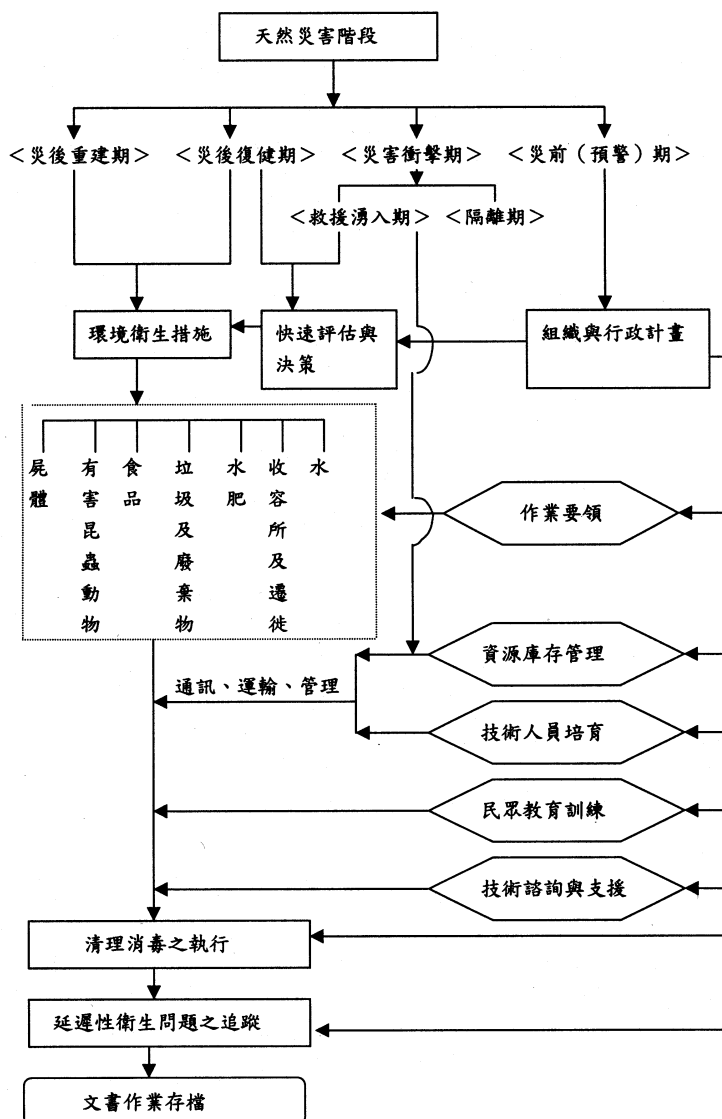 天然災害階段
＜災後重建期＞
＜災後復健期＞
＜災害衝擊期＞
＜災前（預警）期＞
＜救援湧入期＞
＜隔離期＞
環境衛生措施
快速評估與
決策
組織與行政計畫
屍體
有害昆蟲動物
食品
垃圾及廢棄物
水肥
收容所及遷徙
水
作業要領
資源庫存管理
通訊、運輸、管理
技術人員培育
民眾教育訓練
技術諮詢與支援
清理消毒之執行
延遲性衛生問題之追蹤
文書作業存檔